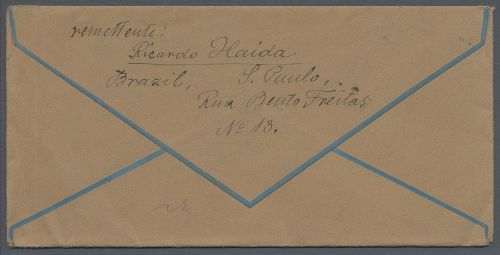 remettente!
Ricardo Haida
Brazil, S. Paulo,
Rua Bento Freitas
No 13.